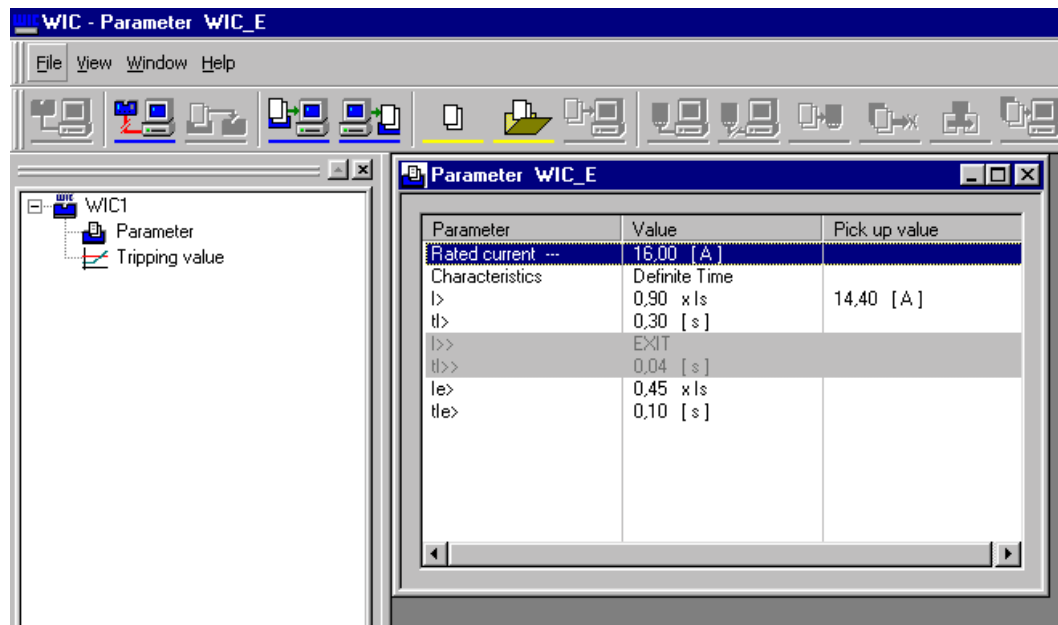 WIC WIC - Parameter WIC_E
File View Window Help
WIC WIC1
Parameter
Tripping value
Parameter WIC_E
Parameter Value Pick up value
Rated current --- 16,00 [ A ]
Characteristics Definite Time
I> 0,90 x Is 14,40 [ A ]
tI> 0,30 [ s ]
I>> EXIT
tI>> 0,04 [ s ]
Ie> 0,45 x Is
tIe> 0,10 [ s ]